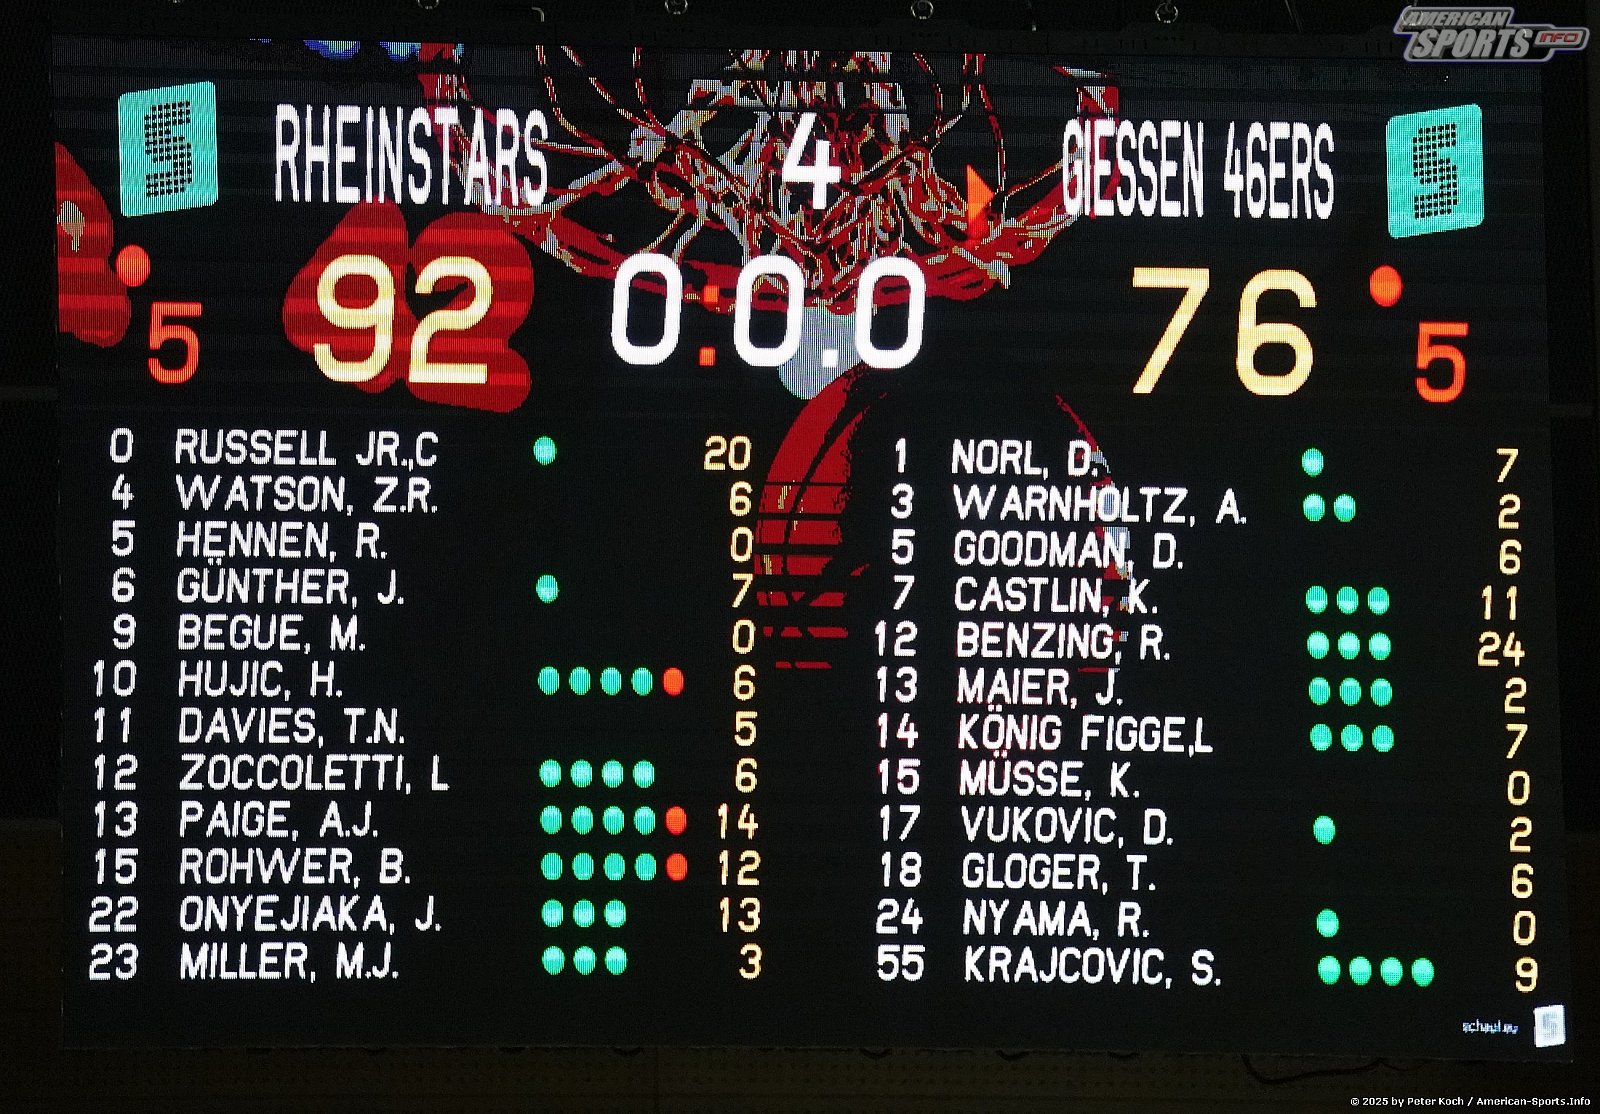 AMERICAN
SPORTS INFO
S RHEINSTARS 4 GIESSEN 46ERS S
5 92 0:0.0 76 5
0 RUSSELL JR.,C 20
4 WATSON, Z.R. 6
5 HENNEN, R. 0
6 GÜNTHER, J. 7
9 BEGUE, M. 0
10 HUJIC, H. 6
11 DAVIES, T.N. 5
12 ZOCCOLETTI, L 6
13 PAIGE, A.J. 14
15 ROHWER, B. 12
22 ONYEJIAKA, J. 13
23 MILLER, M.J. 3
1 NORL, D. 7
3 WARNHOLTZ, A. 2
5 GOODMAN, D. 6
7 CASTLIN, K. 11
12 BENZING, R. 24
13 MAIER, J. 2
14 KÖNIG FIGGE,L 7
15 MÜSSE, K. 0
17 VUKOVIC, D. 2
18 GLOGER, T. 6
24 NYAMA, R. 0
55 KRAJCOVIC, S. 9
schauf.eu S
© 2025 by Peter Koch / American-Sports.Info